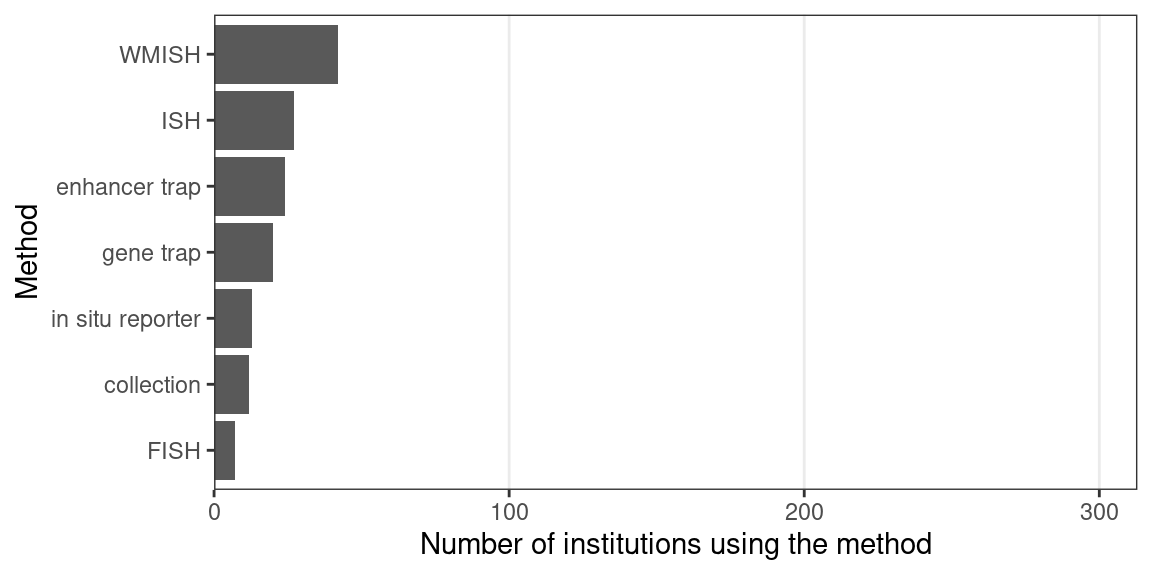 WMISH
ISH
enhancer trap
gene trap
in situ reporter
collection
FISH
Method
0 100 200 300
Number of institutions using the method